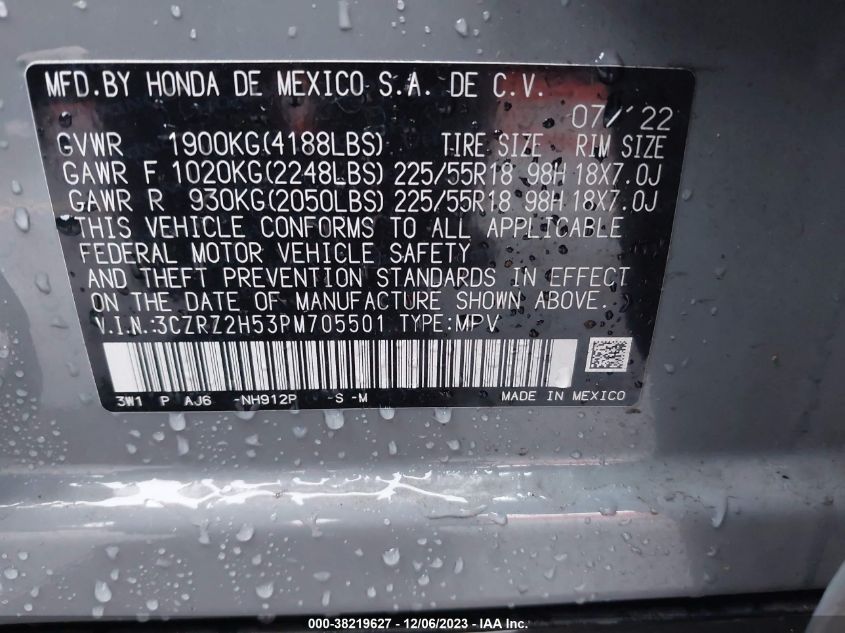 MFD.BY HONDA DE MEXICO S.A. DE C.V.
07/'22
GVWR 1900KG(4188LBS) TIRE SIZE RIM SIZE
GAWR F 1020KG(2248LBS) 225/55R18 98H 18X7.0J
GAWR R 930KG(2050LBS) 225/55R18 98H 18X7.0J
THIS VEHICLE CONFORMS TO ALL APPLICABLE
FEDERAL MOTOR VEHICLE SAFETY
AND THEFT PREVENTION STANDARDS IN EFFECT
ON THE DATE OF MANUFACTURE SHOWN ABOVE.
V.I.N.:3CZRZ2H53PM705501 TYPE:MPV
3W1 P AJ6 -NH912P -S -M MADE IN MEXICO
000-38219627 - 12/06/2023 - IAA Inc.